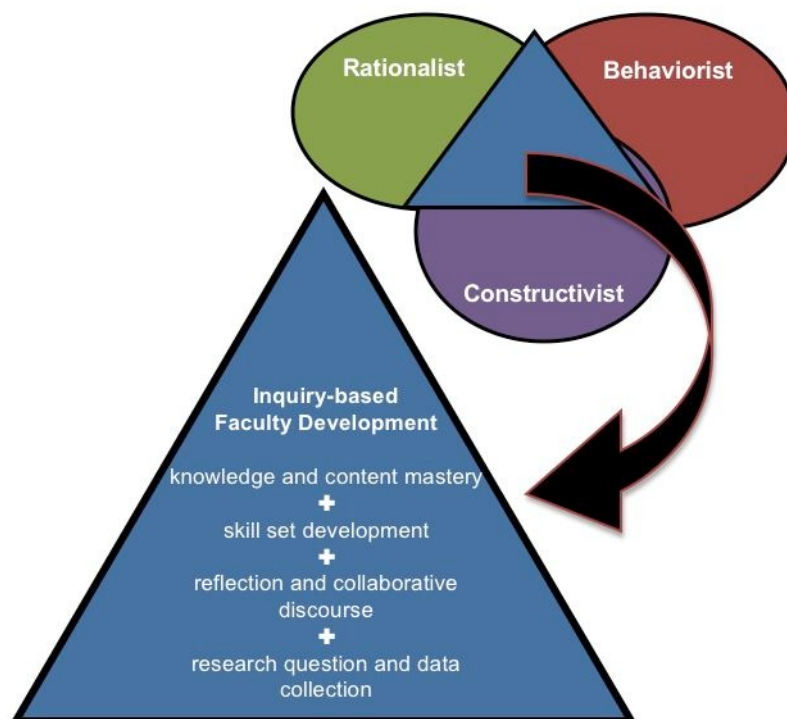 Rationalist
Behaviorist
Constructivist
Inquiry-based
Faculty Development
knowledge and content mastery
+
skill set development
+
reflection and collaborative
discourse
+
research question and data
collection